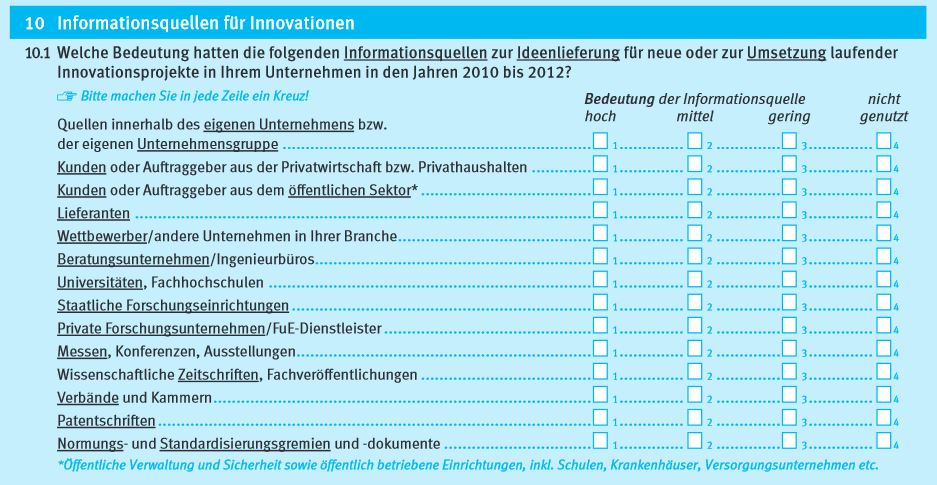 10 Informationsquellen für Innovationen
10.1 Welche Bedeutung hatten die folgenden Informationsquellen zur Ideenlieferung für neue oder zur Umsetzung laufender
Innovationsprojekte in Ihrem Unternehmen in den Jahren 2010 bis 2012?
☞ Bitte machen Sie in jede Zeile ein Kreuz!
Bedeutung der Informationsquelle nicht
hoch mittel gering genutzt
Quellen innerhalb des eigenen Unternehmens bzw.
der eigenen Unternehmensgruppe ☐ 1 ☐ 2 ☐ 3 ☐ 4
Kunden oder Auftraggeber aus der Privatwirtschaft bzw. Privathaushalten ☐ 1 ☐ 2 ☐ 3 ☐ 4
Kunden oder Auftraggeber aus dem öffentlichen Sektor* ☐ 1 ☐ 2 ☐ 3 ☐ 4
Lieferanten ☐ 1 ☐ 2 ☐ 3 ☐ 4
Wettbewerber/andere Unternehmen in Ihrer Branche ☐ 1 ☐ 2 ☐ 3 ☐ 4
Beratungsunternehmen/Ingenieurbüros ☐ 1 ☐ 2 ☐ 3 ☐ 4
Universitäten, Fachhochschulen ☐ 1 ☐ 2 ☐ 3 ☐ 4
Staatliche Forschungseinrichtungen ☐ 1 ☐ 2 ☐ 3 ☐ 4
Private Forschungsunternehmen/FuE-Dienstleister ☐ 1 ☐ 2 ☐ 3 ☐ 4
Messen, Konferenzen, Ausstellungen ☐ 1 ☐ 2 ☐ 3 ☐ 4
Wissenschaftliche Zeitschriften, Fachveröffentlichungen ☐ 1 ☐ 2 ☐ 3 ☐ 4
Verbände und Kammern ☐ 1 ☐ 2 ☐ 3 ☐ 4
Patentschriften ☐ 1 ☐ 2 ☐ 3 ☐ 4
Normungs- und Standardisierungsgremien und -dokumente ☐ 1 ☐ 2 ☐ 3 ☐ 4
*Öffentliche Verwaltung und Sicherheit sowie öffentlich betriebene Einrichtungen, inkl. Schulen, Krankenhäuser, Versorgungsunternehmen etc.